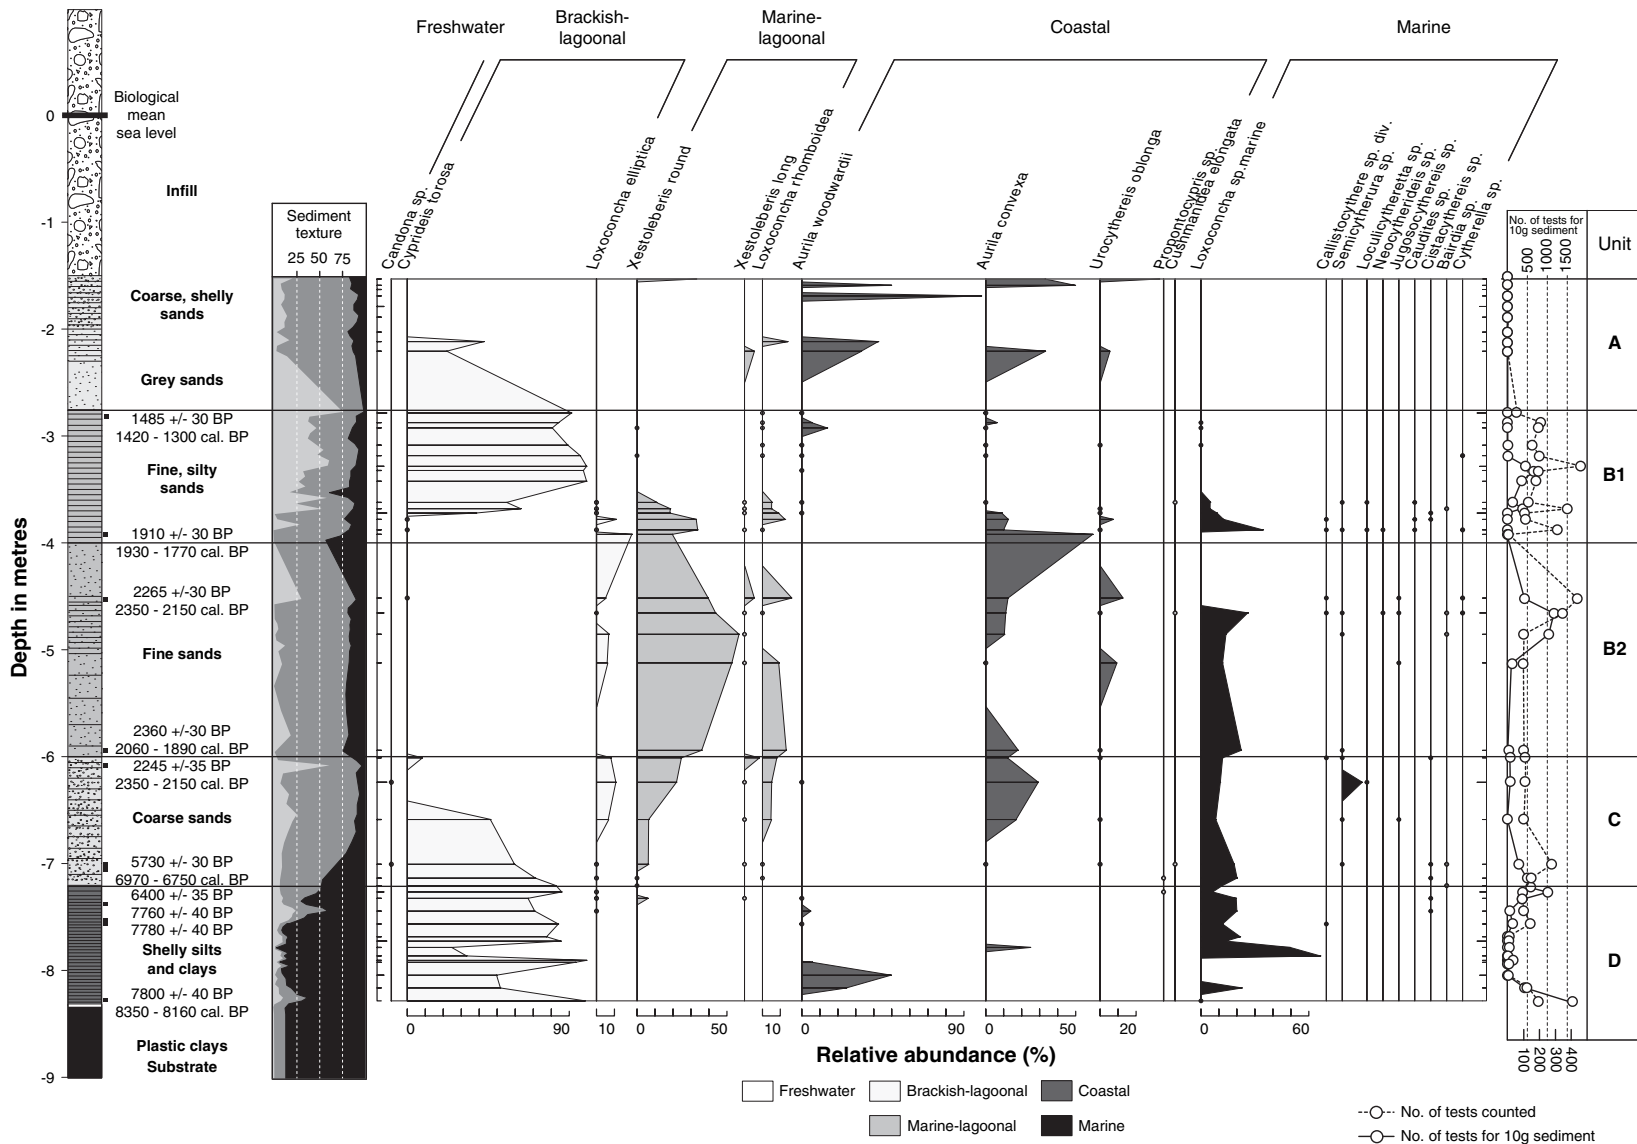 Freshwater
Brackish-
lagoonal
Marine-
lagoonal
Coastal
Marine
Candona sp.
Cyprideis torosa
Loxoconcha elliptica
Xestoleberis round
Xestoleberis long
Loxoconcha rhomboidea
Aurila woodwardii
Aurila convexa
Urocythereis oblonga
Propontocypris sp.
Cushmanidea elongata
Loxoconcha sp.marine
Callistocythere sp. div.
Semicytherura sp.
Loculicytheretta sp.
Neocytherideis sp.
Jugosocythereis sp.
Caudites sp.
Cistacythereis sp.
Bairdia sp.
Cytherella sp.
Depth in metres
0
-1
-2
-3
-4
-5
-6
-7
-8
-9
Biological
mean
sea level
Infill
Coarse, shelly
sands
Grey sands
1485 +/- 30 BP
1420 - 1300 cal. BP
Fine, silty
sands
1910 +/- 30 BP
1930 - 1770 cal. BP
2265 +/-30 BP
2350 - 2150 cal. BP
Fine sands
2360 +/-30 BP
2060 - 1890 cal. BP
2245 +/-35 BP
2350 - 2150 cal. BP
Coarse sands
5730 +/- 30 BP
6970 - 6750 cal. BP
6400 +/- 35 BP
7760 +/- 40 BP
7780 +/- 40 BP
Shelly silts
and clays
7800 +/- 40 BP
8350 - 8160 cal. BP
Plastic clays
Substrate
Sediment
texture
25 50 75
No. of tests for
10g sediment
500
1000
1500
Unit
A
B1
B2
C
D
0 90 10 0 50 10 0 90 0 50 0 20 0 60
100
200
300
400
Relative abundance (%)
Freshwater
Brackish-lagoonal
Coastal
Marine-lagoonal
Marine
No. of tests counted
No. of tests for 10g sediment